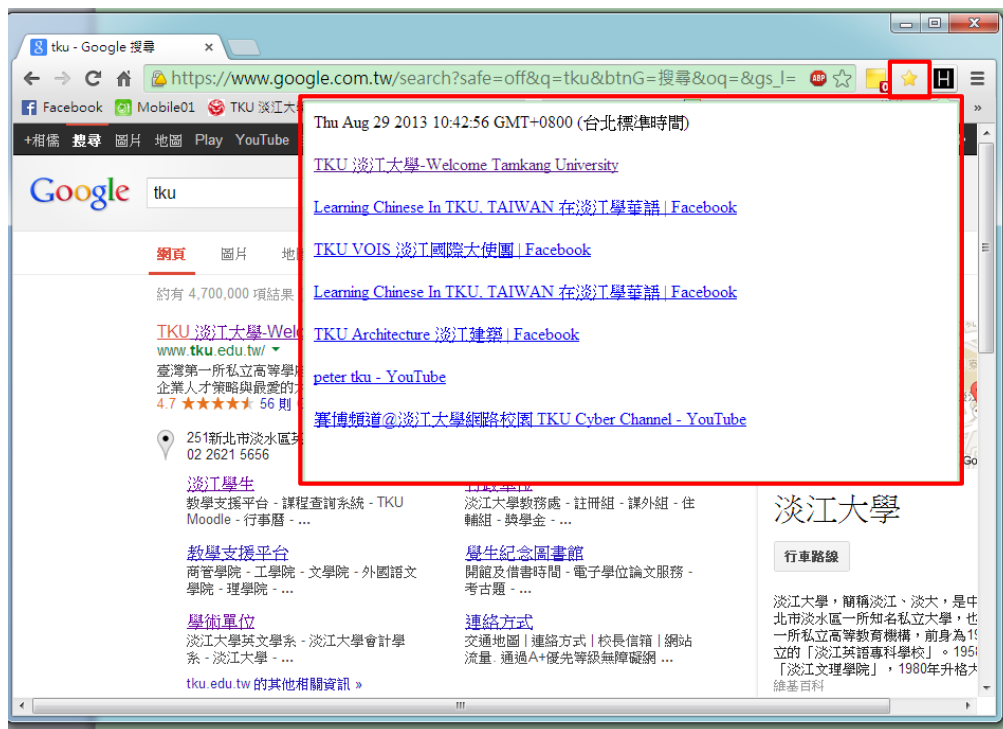 tku - Google 搜尋
https://www.google.com.tw/search?safe=off&q=tku&btnG=搜尋&oq=&gs_l=
ABP
0
H
Facebook Mobile01 TKU 淡江大學
»
+相儒 搜尋 圖片 地圖 Play YouTube
Google
tku
網頁 圖片
約有 4,700,000 項結果
Thu Aug 29 2013 10:42:56 GMT+0800 (台北標準時間)
TKU 淡江大學-Welcome Tamkang University
Learning Chinese In TKU, TAIWAN 在淡江學華語 | Facebook
TKU VOIS 淡江國際大使團 | Facebook
Learning Chinese In TKU, TAIWAN 在淡江學華語 | Facebook
TKU Architecture 淡江建築 | Facebook
peter tku - YouTube
賽博頻道@淡江大學網路校園 TKU Cyber Channel - YouTube
TKU 淡江大學-Welc
www.tku.edu.tw/
臺灣第一所私立高等學府
企業人才策略與最愛的
4.7 ★★★★★ 56 則
251新北市淡水區英
02 2621 5656
淡江學生
教學支援平台 - 課程查詢系統 - TKU
Moodle - 行事曆 - ...
行政單位
淡江大學教務處 - 註冊組 - 課外組 - 住
輔組 - 獎學金 - ...
教學支援平台
商管學院 - 工學院 - 文學院 - 外國語文
學院 - 理學院 - ...
覺生紀念圖書館
開館及借書時間 - 電子學位論文服務 -
考古題 - ...
學術單位
淡江大學英文學系 - 淡江大學會計學
系 - 淡江大學 - ...
連絡方式
交通地圖 | 連絡方式 | 校長信箱 | 網站
流量. 通過A+優先等級無障礙網 ...
tku.edu.tw 的其他相關資訊 »
Go
淡江大學
行車路線
淡江大學，簡稱淡江、淡大，是中
北市淡水區一所知名私立大學，也
一所私立高等教育機構，前身為19
立的「淡江英語專科學校」。195
「淡江文理學院」，1980年升格大
維基百科